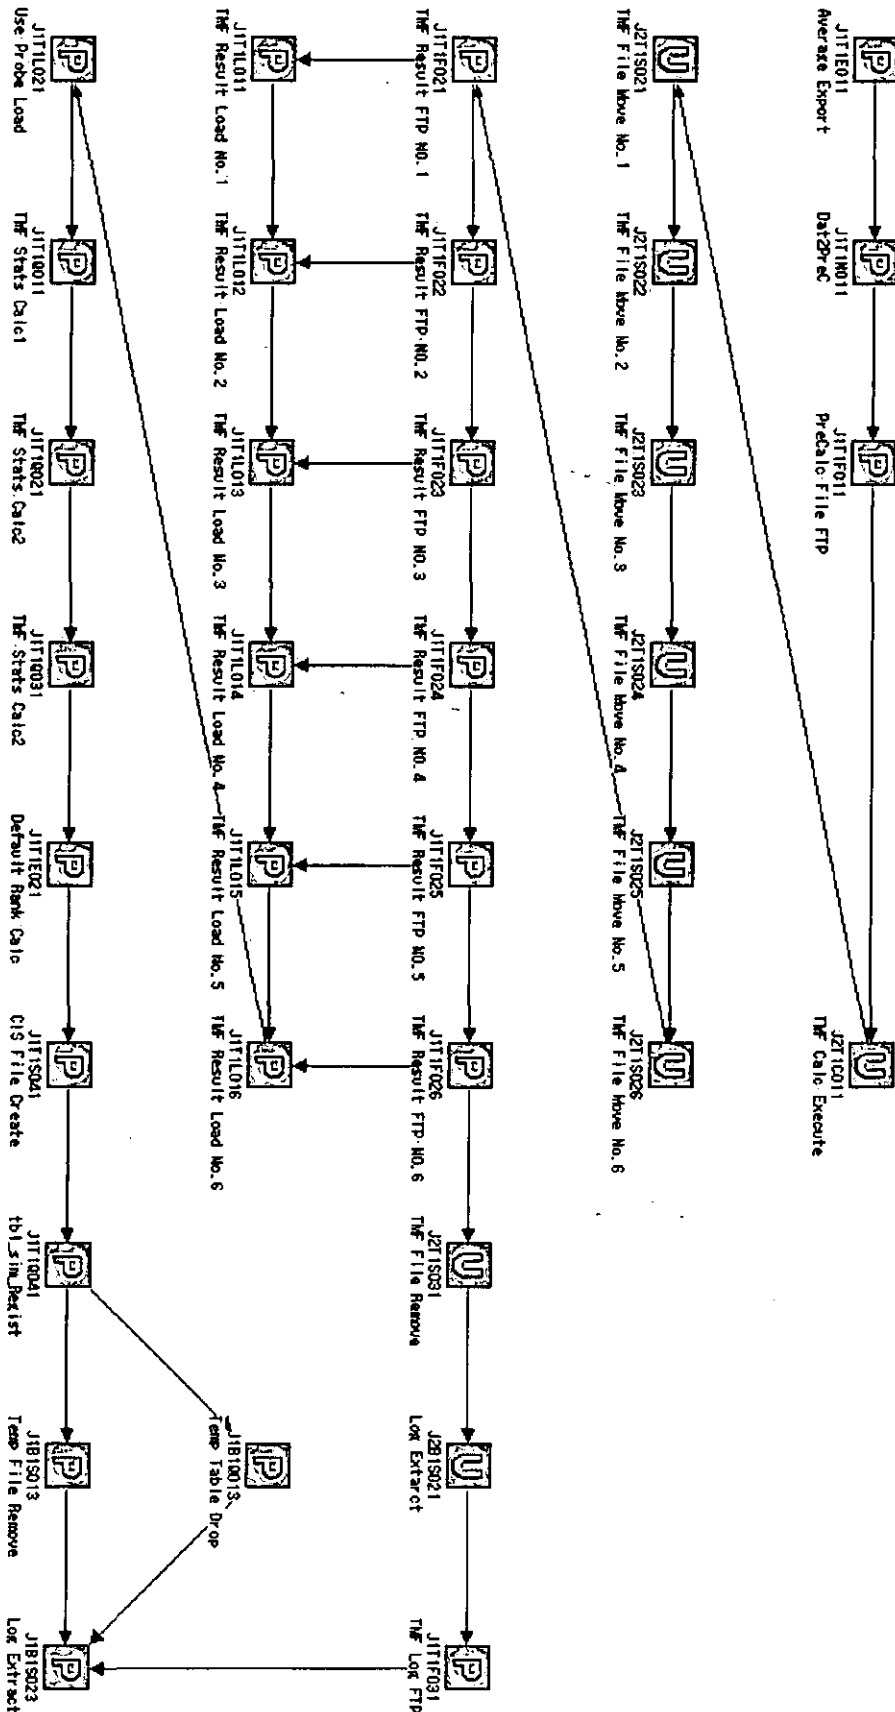 P
J1T1E011
Average Export
P
J1T1M011
Dat2PreC
P
J1T1F011
PreCalc File FTP
U
J2T1C011
TMF Calc Execute
U
J2T1S021
TMF File Move No.1
U
J2T1S022
TMF File Move No.2
U
J2T1S023
TMF File Move No.3
U
J2T1S024
TMF File Move No.4
U
J2T1S025
TMF File Move No.5
U
J2T1S026
TMF File Move No.6
P
J1T1F021
TMF Result FTP NO.1
P
J1T1F022
TMF Result FTP NO.2
P
J1T1F023
TMF Result FTP NO.3
P
J1T1F024
TMF Result FTP NO.4
P
J1T1F025
TMF Result FTP NO.5
P
J1T1F026
TMF Result FTP NO.6
U
J2T1S031
TMF File Remove
U
J2B1S021
Log Extarct
P
J1T1F031
TMF Log FTP
P
J1T1L011
TMF Result Load No.1
P
J1T1L012
TMF Result Load No.2
P
J1T1L013
TMF Result Load No.3
P
J1T1L014
TMF Result Load No.4
P
J1T1L015
TMF Result Load No.5
P
J1T1L016
TMF Result Load No.6
P
J1B1Q013
Temp Table Drop
P
J1T1L021
Use Probe Load
P
J1T1Q011
TMF Stats Calc1
P
J1T1Q021
TMF Stats Calc2
P
J1T1Q031
TMF Stats Calc2
P
J1T1E021
Default Rank Calc
P
J1T1S041
CIS File Create
P
J1T1Q041
tbl_sim_Regist
P
J1B1S013
Temp File Remove
P
J1B1S023
Log Extract